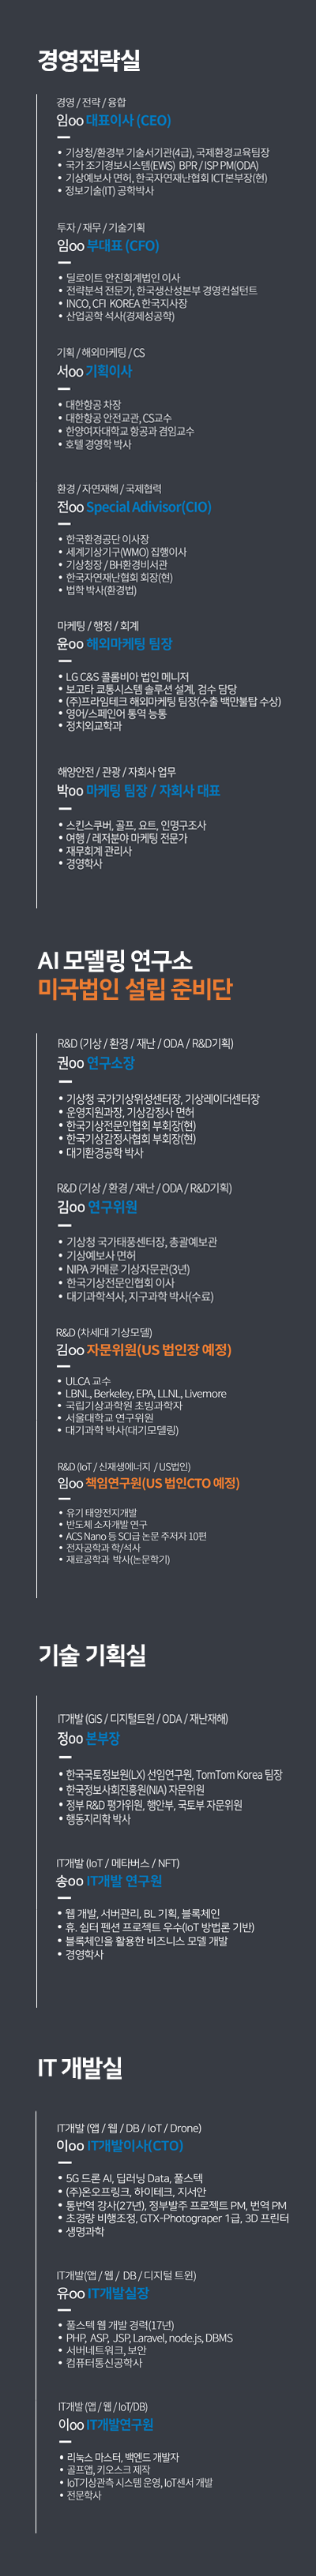 경영전략실
경영 / 전략 / 융합
임oo 대표이사 (CEO)
• 기상청/환경부 기술서기관(4급), 국제환경교육팀장
• 국가 조기경보시스템(EWS) BPR / ISP PM(ODA)
• 기상예보사 면허, 한국자연재난협회 ICT본부장(현)
• 정보기술(IT) 공학박사
투자 / 재무 / 기술기획
임oo 부대표 (CFO)
• 딜로이트 안진회계법인 이사
• 전략분석 전문가, 한국생산성본부 경영컨설턴트
• INCO, CFI KOREA 한국지사장
• 산업공학 석사(경제성공학)
기획 / 해외마케팅 / CS
서oo 기획이사
• 대한항공 차장
• 대한항공 안전교관, CS교수
• 한양여자대학교 항공과 겸임교수
• 호텔 경영학 박사
환경 / 자연재해 / 국제협력
전oo Special Adivisor(CIO)
• 한국환경공단 이사장
• 세계기상기구(WMO) 집행이사
• 기상청장 / BH환경비서관
• 한국자연재난협회 회장(현)
• 법학 박사(환경법)
마케팅 / 행정 / 회계
윤oo 해외마케팅 팀장
• LG C&S 콜롬비아 법인 메니저
• 보고타 쿄통시스템 솔루션 설계, 검수 담당
• (주)프라임테크 해외마케팅 팀장(수출 백만불탑 수상)
• 영어/스페인어 통역 능통
• 정치외교학과
해양안전 / 관광 / 자회사 업무
박oo 마케팅 팀장 / 자회사 대표
• 스킨스쿠버, 골프, 요트, 인명구조사
• 여행 / 레저분야 마케팅 전문가
• 재무회계 관리사
• 경영학사
AI 모델링 연구소
미국법인 설립 준비단
R&D (기상 / 환경 / 재난 / ODA / R&D기획)
권oo 연구소장
• 기상청 국가기상위성센터장, 기상레이더센터장
• 운영지원과장, 기상감정사 면허
• 한국기상전문인협회 부회장(현)
• 한국기상감정사협회 부회장(현)
• 대기환경공학 박사
R&D (기상 / 환경 / 재난 / ODA / R&D기획)
김oo 연구위원
• 기상청 국가태풍센터장, 총괄예보관
• 기상예보사 면허
• NIPA 카메룬 기상자문관(3년)
• 한국기상전문인협회 이사
• 대기과학석사, 지구과학 박사(수료)
R&D (차세대 기상모델)
김oo 자문위원(US 법인장 예정)
• ULCA 교수
• LBNL, Berkeley, EPA, LLNL, Livemore
• 국립기상과학원 초빙과학자
• 서울대학교 연구위원
• 대기과학 박사(대기모델링)
R&D (IoT / 신재생에너지 / US법인)
임oo 책임연구원(US 법인CTO 예정)
• 유기 태양전지개발
• 반도체 소자개발 연구
• ACS Nano 등 SCI급 논문 주저자 10편
• 전자공학과 학/석사
• 재료공학과 박사(논문학기)
기술 기획실
IT개발 (GIS / 디지털트윈 / ODA / 재난재해)
정oo 본부장
• 한국국토정보원(LX) 선임연구원, TomTom Korea 팀장
• 한국정보사회진흥원(NIA) 자문위원
• 정부 R&D 평가위원, 행안부, 국토부 자문위원
• 행동지리학 박사
IT개발 (IoT / 메타버스 / NFT)
송oo IT개발 연구원
• 웹 개발, 서버관리, BL 기획, 블록체인
• 휴. 쉼터 펜션 프로젝트 우수(IoT 방법론 기반)
• 블록체인을 활용한 비즈니스 모델 개발
• 경영학사
IT 개발실
IT개발 (앱 / 웹 / DB / IoT / Drone)
이oo IT개발이사(CTO)
• 5G 드론 AI, 딥러닝 Data, 풀스텍
• (주)온오프링크, 하이테크, 지서안
• 통번역 강사(27년), 정부발주 프로젝트 PM, 번역 PM
• 초경량 비행조정, GTX-Photograper 1급, 3D 프린터
• 생명과학
IT개발(앱 / 웹 / DB / 디지털 트윈)
유oo IT개발실장
• 풀스텍 웹 개발 경력(17년)
• PHP, ASP, JSP, Laravel, node.js, DBMS
• 서버네트워크, 보안
• 컴퓨터통신공학사
IT개발 (앱 / 웹 / IoT/DB)
이oo IT개발연구원
• 리눅스 마스터, 백엔드 개발자
• 골프앱, 키오스크 제작
• IoT기상관측 시스템 운영, IoT센서 개발
• 전문학사